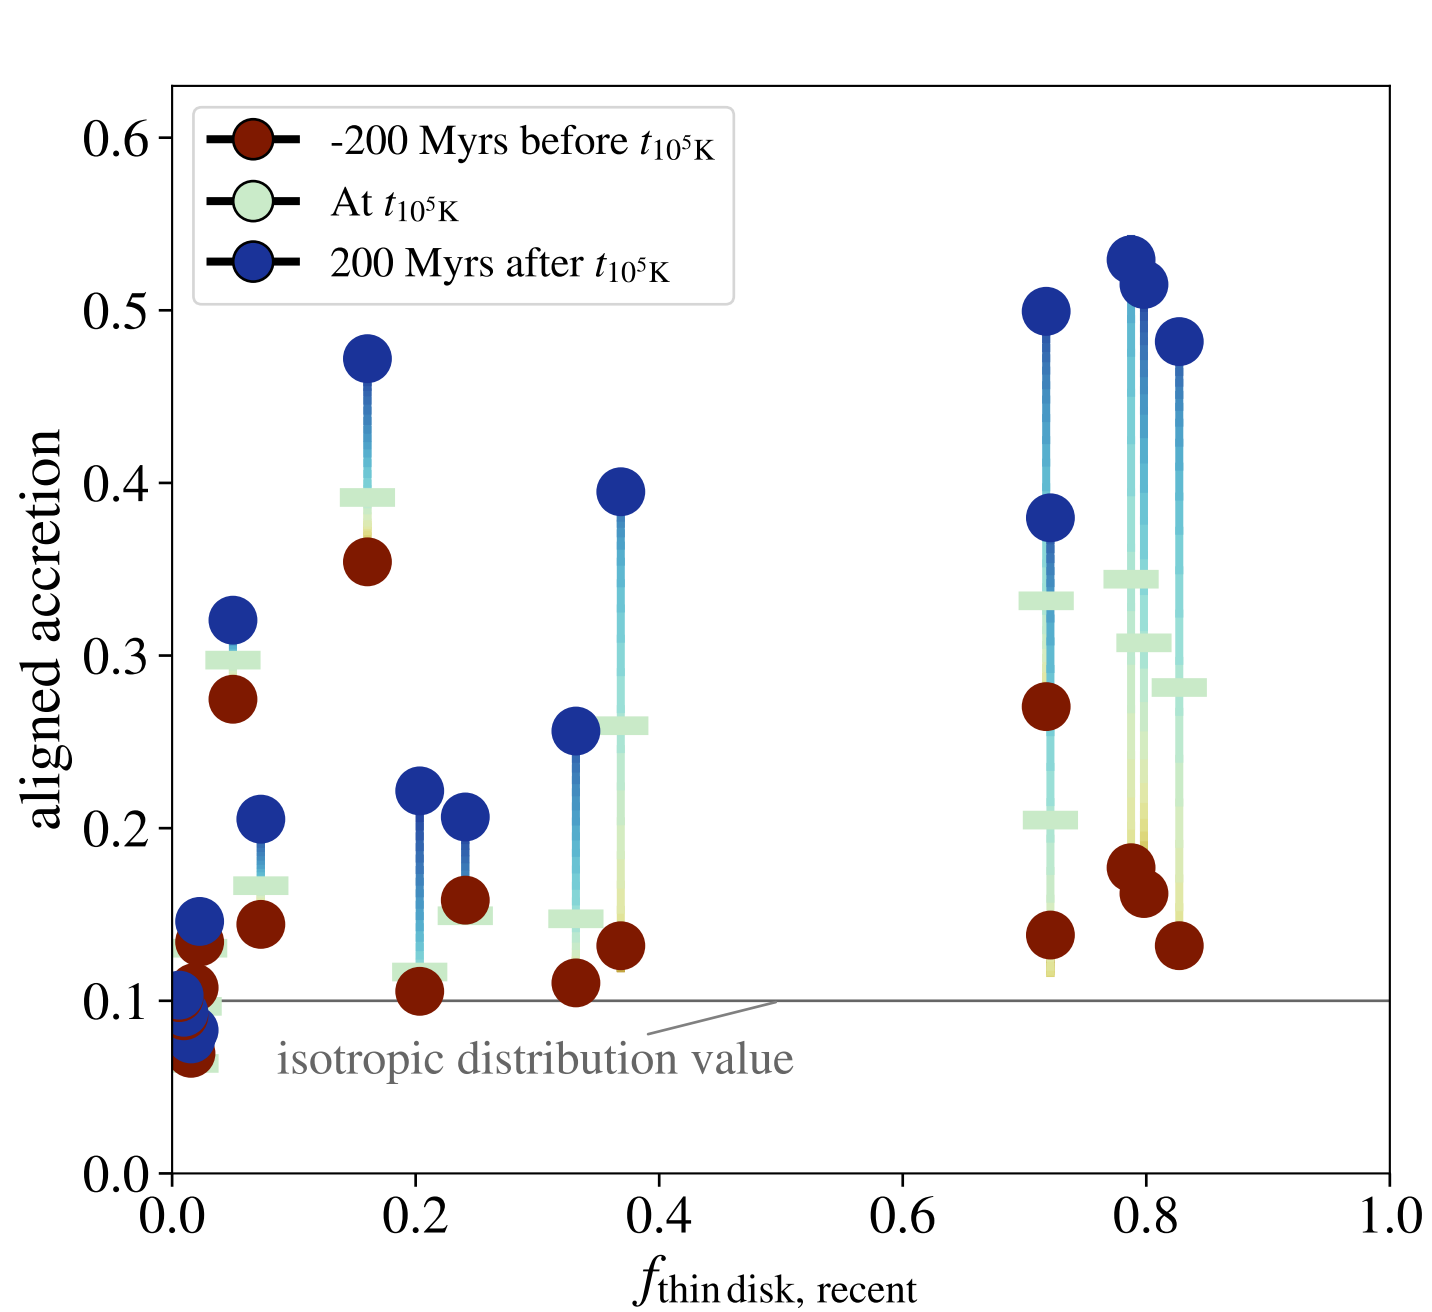 -200 Myrs before t₁₀⁵K
At t₁₀⁵K
200 Myrs after t₁₀⁵K
0.6
0.5
0.4
0.3
0.2
0.1
0.0
aligned accretion
isotropic distribution value
0.0 0.2 0.4 0.6 0.8 1.0
f thin disk, recent